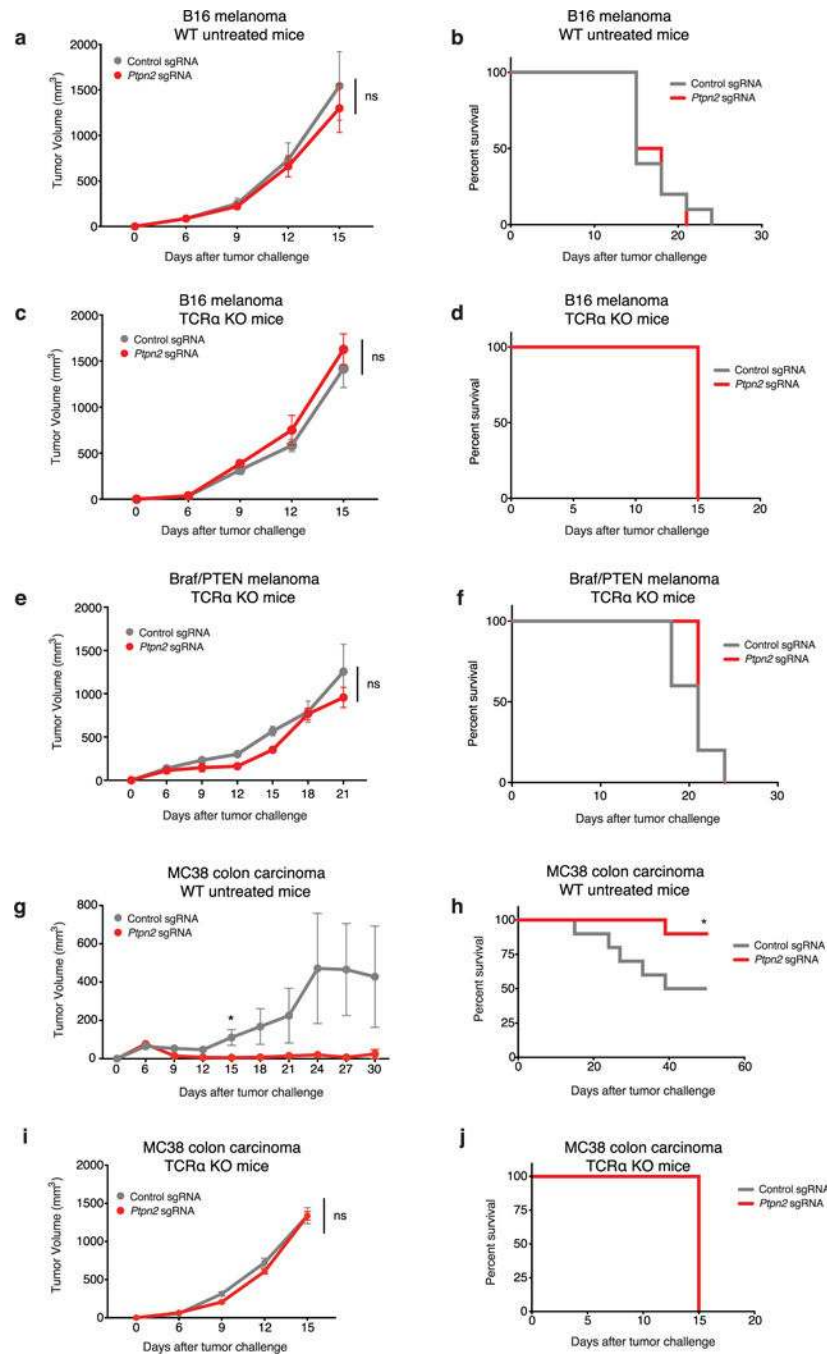 a
B16 melanoma
WT untreated mice
Control sgRNA
Ptpn2 sgRNA
2000
1500
1000
500
0
Tumor Volume (mm³)
ns
0 6 9 12 15
Days after tumor challenge
b
B16 melanoma
WT untreated mice
Control sgRNA
Ptpn2 sgRNA
100
50
0
Percent survival
0 10 20 30
Days after tumor challenge
c
B16 melanoma
TCRα KO mice
Control sgRNA
Ptpn2 sgRNA
2000
1500
1000
500
0
Tumor Volume (mm³)
ns
0 6 9 12 15
Days after tumor challenge
d
B16 melanoma
TCRα KO mice
Control sgRNA
Ptpn2 sgRNA
100
50
0
Percent survival
0 5 10 15 20
Days after tumor challenge
e
Braf/PTEN melanoma
TCRα KO mice
Control sgRNA
Ptpn2 sgRNA
2000
1500
1000
500
0
Tumor Volume (mm³)
ns
0 6 9 12 15 18 21
Days after tumor challenge
f
Braf/PTEN melanoma
TCRα KO mice
Control sgRNA
Ptpn2 sgRNA
100
50
0
Percent survival
0 10 20 30
Days after tumor challenge
g
MC38 colon carcinoma
WT untreated mice
Control sgRNA
Ptpn2 sgRNA
800
600
400
200
0
Tumor Volume (mm³)
*
0 6 9 12 15 18 21 24 27 30
Days after tumor challenge
h
MC38 colon carcinoma
WT untreated mice
*
Control sgRNA
Ptpn2 sgRNA
100
75
50
25
0
Percent survival
0 20 40 60
Days after tumor challenge
i
MC38 colon carcinoma
TCRα KO mice
Control sgRNA
Ptpn2 sgRNA
2000
1500
1000
500
0
Tumor Volume (mm³)
ns
0 6 9 12 15
Days after tumor challenge
j
MC38 colon carcinoma
TCRα KO mice
Control sgRNA
Ptpn2 sgRNA
100
75
50
25
0
Percent survival
0 5 10 15 20
Days after tumor challenge